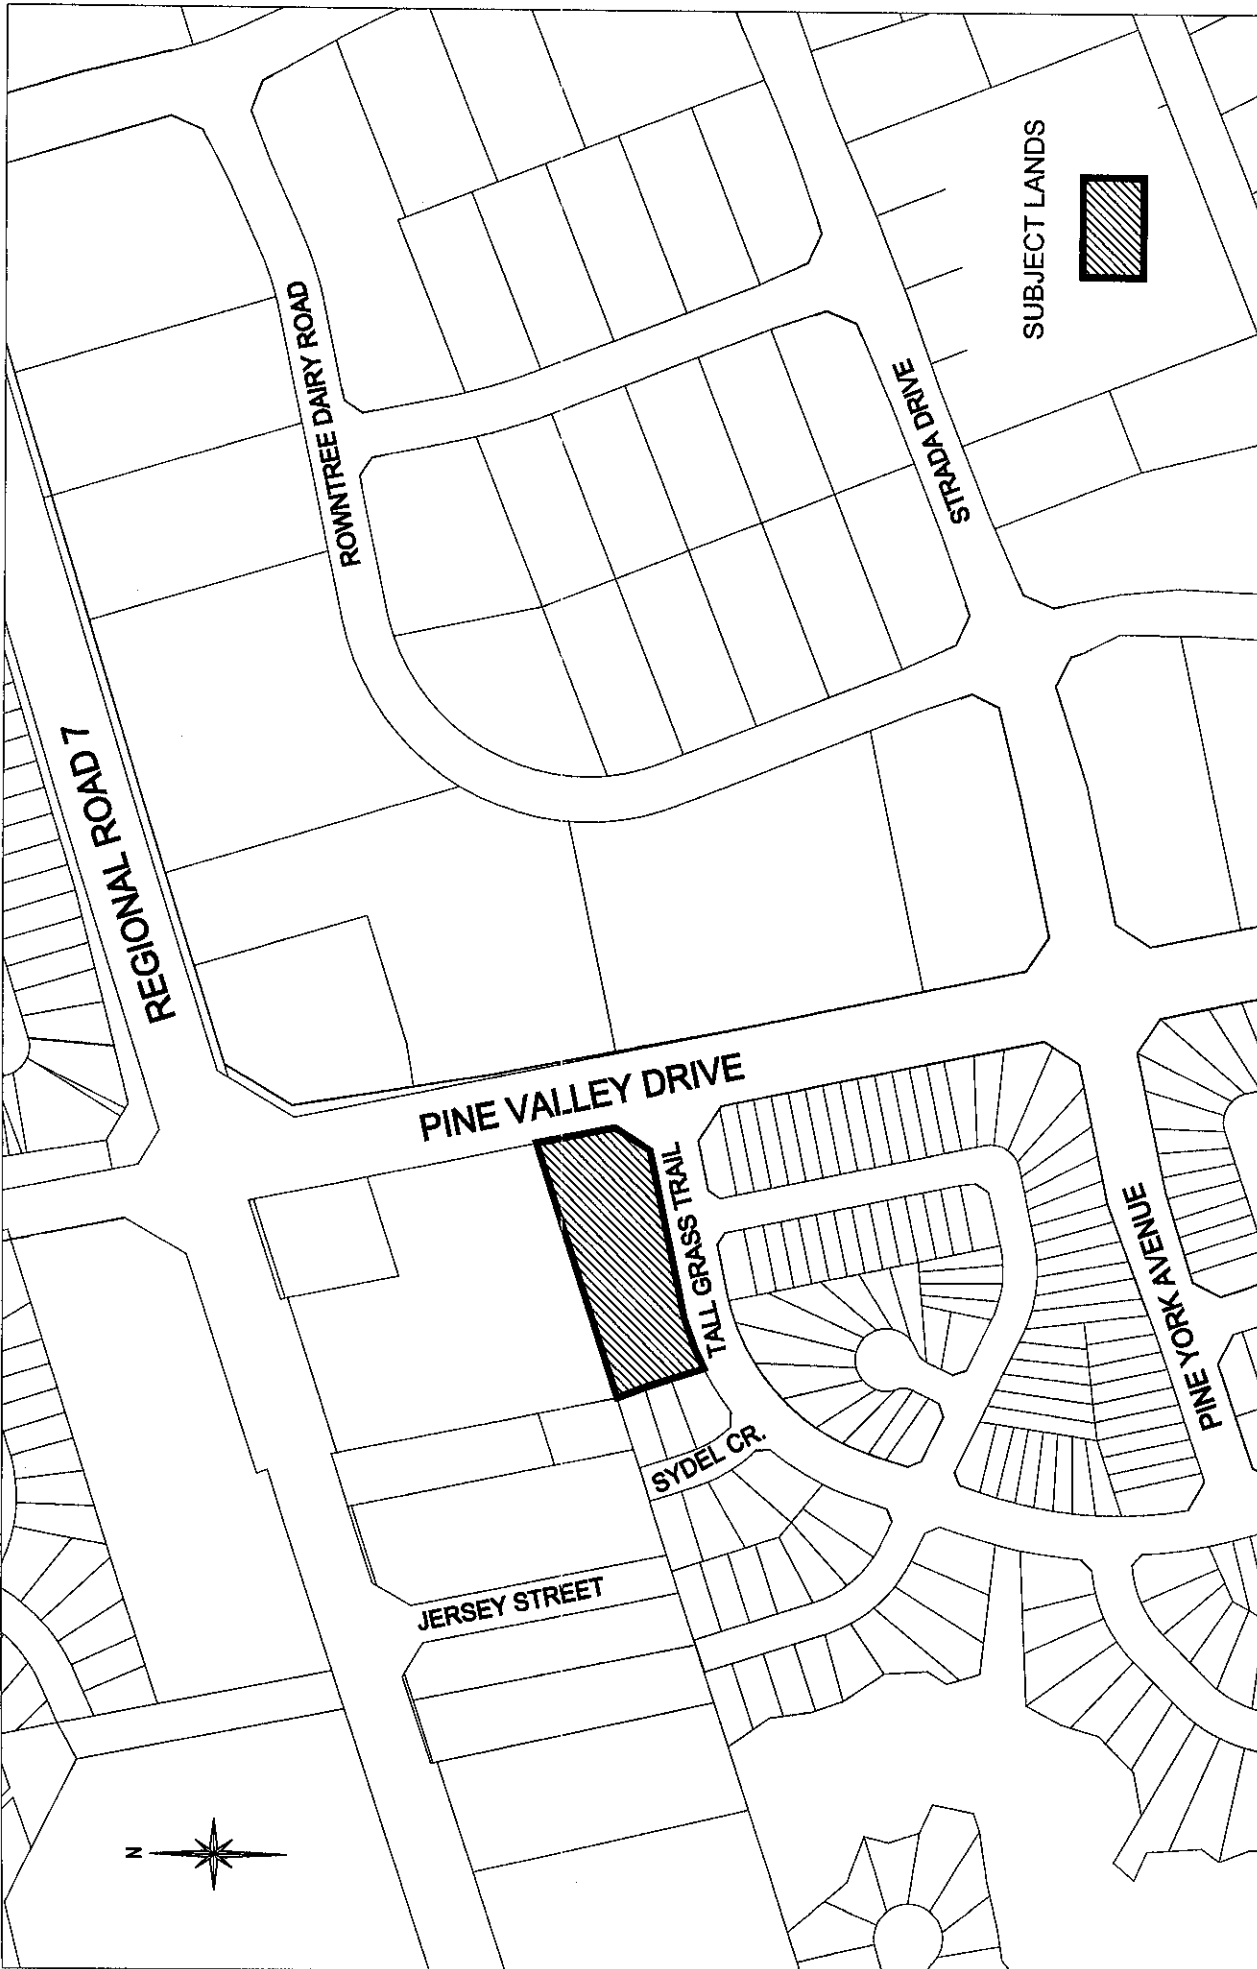 REGIONAL ROAD 7
ROWNTREE DAIRY ROAD
STRADA DRIVE
SUBJECT LANDS
PINE VALLEY DRIVE
TALL GRASS TRAIL
PINE YORK AVENUE
SYDEL CR.
JERSEY STREET
N